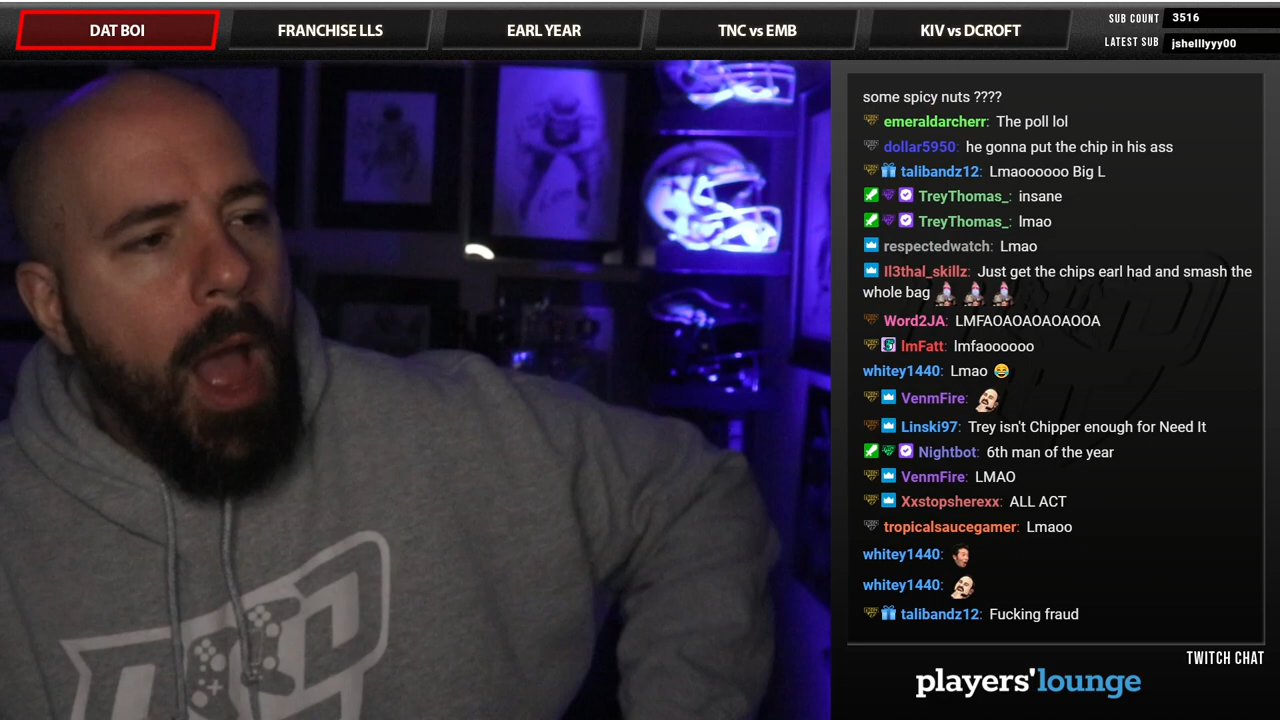 DAT BOI
FRANCHISE LLS
EARL YEAR
TNC vs EMB
KIV vs DCROFT
SUB COUNT 3516
LATEST SUB jshelllyyy00
some spicy nuts ????
emeraldarcherr: The poll lol
dollar5950: he gonna put the chip in his ass
talibandz12: Lmaoooooo Big L
TreyThomas_: insane
TreyThomas_: lmao
respectedwatch: Lmao
Il3thal_skillz: Just get the chips earl had and smash the
whole bag
Word2JA: LMFAOAOAOAOAOOA
ImFatt: lmfaoooooo
whitey1440: Lmao 😂
VenmFire:
Linski97: Trey isn't Chipper enough for Need It
Nightbot: 6th man of the year
VenmFire: LMAO
Xxstopsherexx: ALL ACT
tropicalsaucegamer: Lmaoo
whitey1440:
whitey1440:
talibandz12: Fucking fraud
TWITCH CHAT
players'lounge